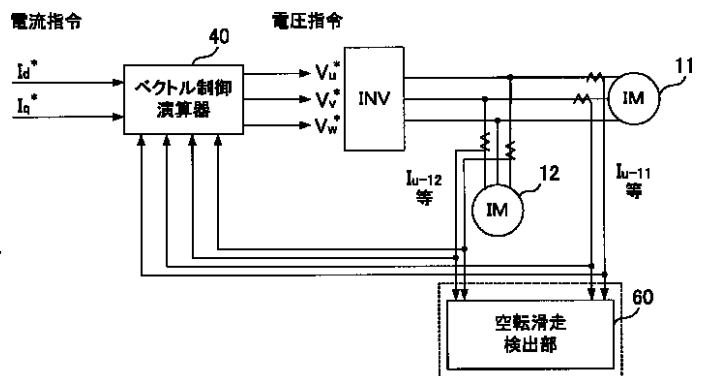 電流指令
電圧指令
40
Id*
Iq*
ベクトル制御
演算器
Vu*
Vv*
Vw*
INV
IM
11
Iu-12
等
12
IM
Iu-11
等
60
空転滑走
検出部